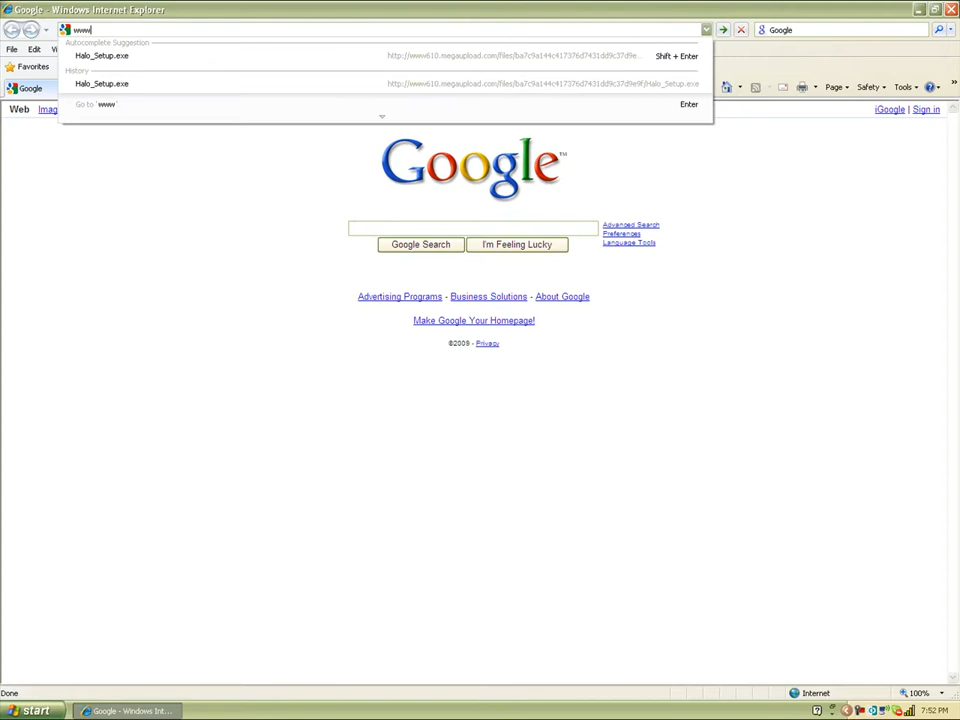 Google - Windows Internet Explorer
www
Google
Autocomplete Suggestion
Halo_Setup.exe http://www610.megaupload.com/files/ba7c9a144c417376d7431dd9c37d9e... Shift + Enter
History
Halo_Setup.exe http://www610.megaupload.com/files/ba7c9a144c417376d7431dd9c37d9e9f/Halo_Setup.exe
Go to 'www' Enter
File Edit
Favorites
Google
Page Safety Tools
Web Imag
iGoogle | Sign in
Google™
Advanced Search
Preferences
Language Tools
Google Search I'm Feeling Lucky
Advertising Programs - Business Solutions - About Google
Make Google Your Homepage!
©2009 - Privacy
Done Internet 100%
start Google - Windows Int... 7:52 PM